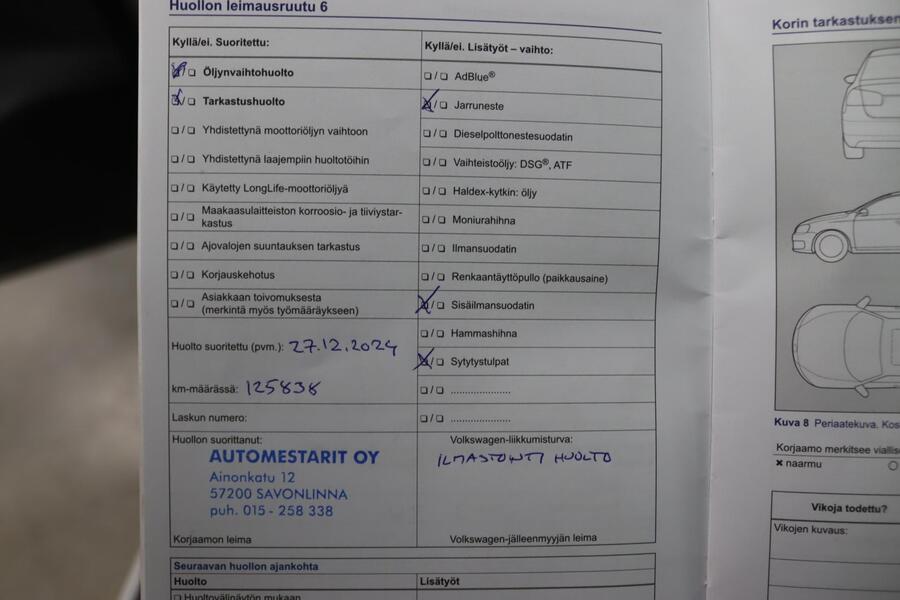 Huollon leimausruutu 6
Kyllä/ei. Suoritettu:
☒/☐ Öljynvaihtohuolto
☒/☐ Tarkastushuolto
☐/☐ Yhdistettynä moottoriöljyn vaihtoon
☐/☐ Yhdistettynä laajempiin huoltotöihin
☐/☐ Käytetty LongLife-moottoriöljyä
☐/☐ Maakaasulaitteiston korroosio- ja tiiviystar-
kastus
☐/☐ Ajovalojen suuntauksen tarkastus
☐/☐ Korjauskehotus
☐/☐ Asiakkaan toivomuksesta
(merkintä myös työmääräykseen)
Huolto suoritettu (pvm.): 27.12.2024
km-määrässä: 125838
Laskun numero:
Huollon suorittanut:
AUTOMESTARIT OY
Ainonkatu 12
57200 SAVONLINNA
puh. 015 - 258 338
Korjaamon leima
Kyllä/ei. Lisätyöt – vaihto:
☐/☐ AdBlue®
☒/☐ Jarruneste
☐/☐ Dieselpolttonestesuodatin
☐/☐ Vaihteistoöljy: DSG®, ATF
☐/☐ Haldex-kytkin: öljy
☐/☐ Moniurahihna
☐/☐ Ilmansuodatin
☐/☐ Renkaantäyttöpullo (paikkausaine)
☒/☐ Sisäilmansuodatin
☐/☐ Hammashihna
☒/☐ Sytytystulpat
☐/☐ .....................
☐/☐ .....................
Volkswagen-liikkumisturva:
ILMASTONTI HUOLTO
Volkswagen-jälleenmyyjän leima
Seuraavan huollon ajankohta
Huolto
Lisätyöt
☐ Huoltovälinäytön mukaan
Korin tarkastuksen
Kuva 8 Periaatekuva. Kos
Korjaamo merkitsee viallise
✖ naarmu
Vikoja todettu?
Vikojen kuvaus: